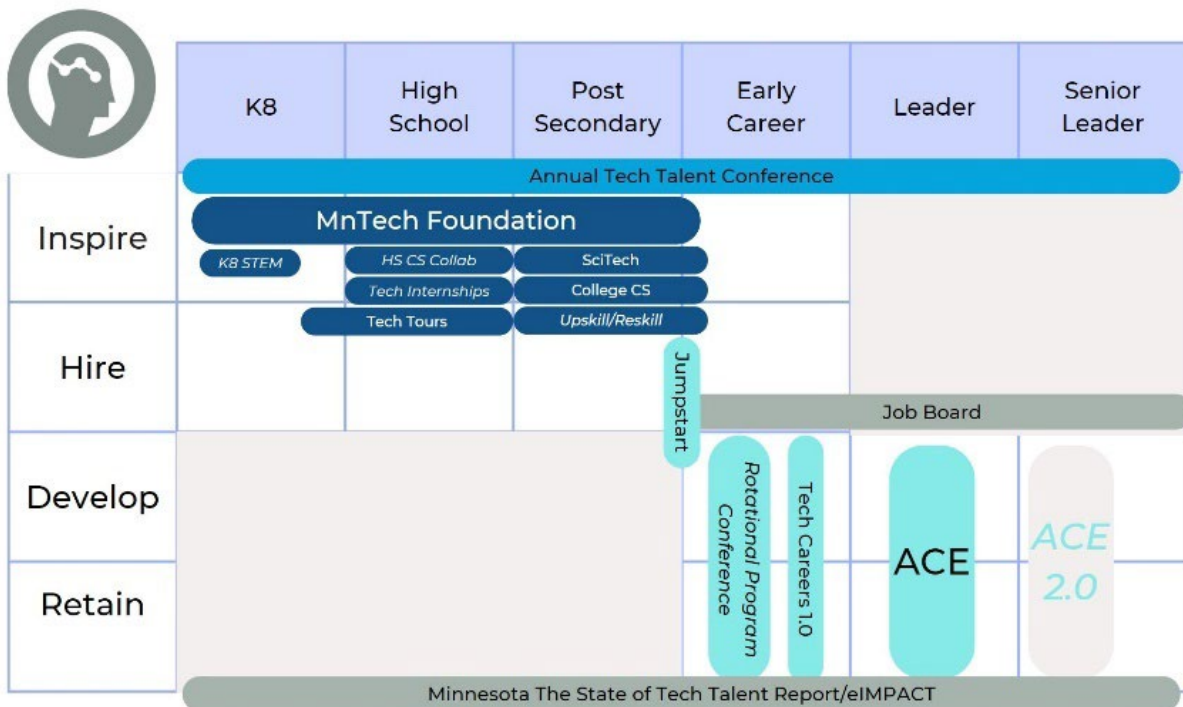 K8
High
School
Post
Secondary
Early
Career
Leader
Senior
Leader
Annual Tech Talent Conference
Inspire
MnTech Foundation
K8 STEM
HS CS Collab
SciTech
Tech Internships
College CS
Tech Tours
Upskill/Reskill
Hire
Jumpstart
Job Board
Develop
Retain
Rotational Program
Conference
Tech Careers 1.0
ACE
ACE
2.0
Minnesota The State of Tech Talent Report/eIMPACT